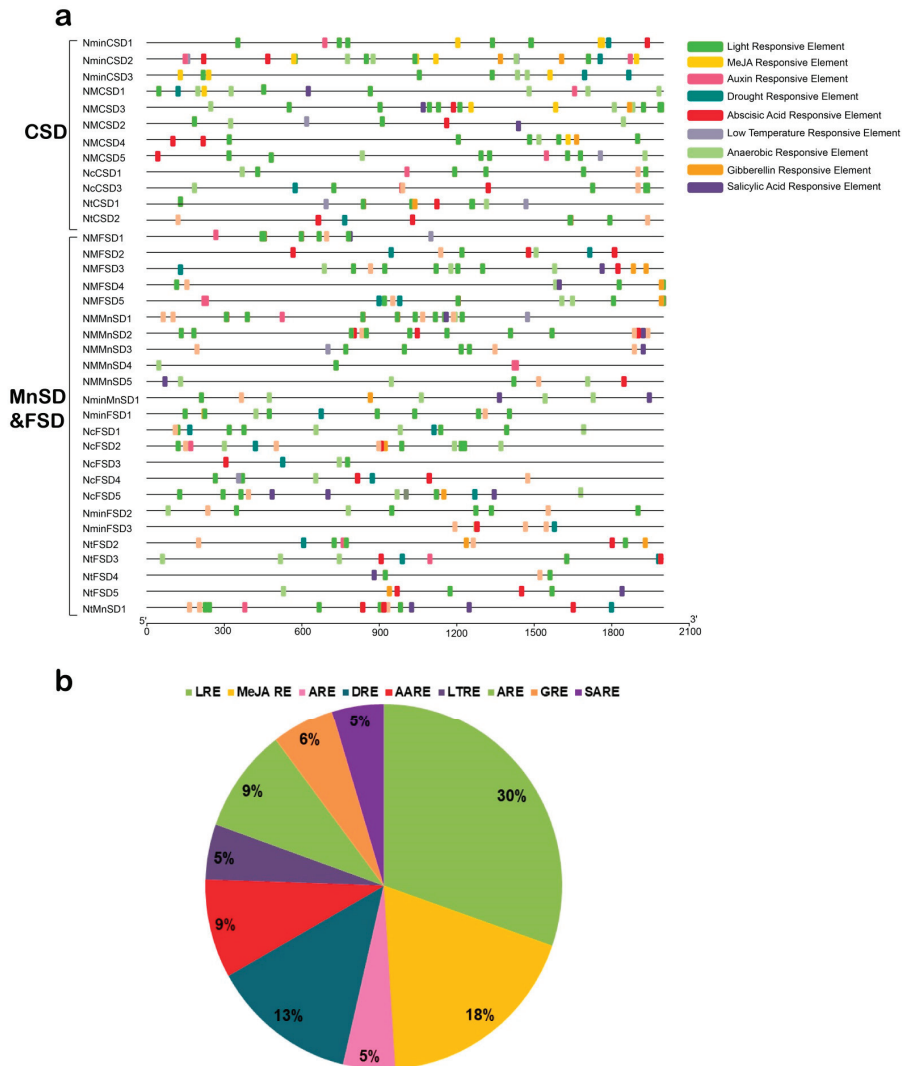 a
CSD
MnSD
&FSD
NminCSD1
NminCSD2
NminCSD3
NMCSD1
NMCSD3
NMCSD2
NMCSD4
NMCSD5
NcCSD1
NcCSD3
NtCSD1
NtCSD2
NMFSD1
NMFSD2
NMFSD3
NMFSD4
NMFSD5
NMMnSD1
NMMnSD2
NMMnSD3
NMMnSD4
NMMnSD5
NminMnSD1
NminFSD1
NcFSD1
NcFSD2
NcFSD3
NcFSD4
NcFSD5
NminFSD2
NminFSD3
NtFSD2
NtFSD3
NtFSD4
NtFSD5
NtMnSD1
5' 3'
0 300 600 900 1200 1500 1800 2100
Light Responsive Element
MeJA Responsive Element
Auxin Responsive Element
Drought Responsive Element
Abscisic Acid Responsive Element
Low Temperature Responsive Element
Anaerobic Responsive Element
Gibberellin Responsive Element
Salicylic Acid Responsive Element
b
LRE MeJA RE ARE DRE AARE LTRE ARE GRE SARE
5%
6%
30%
9%
5%
9%
13%
18%
5%